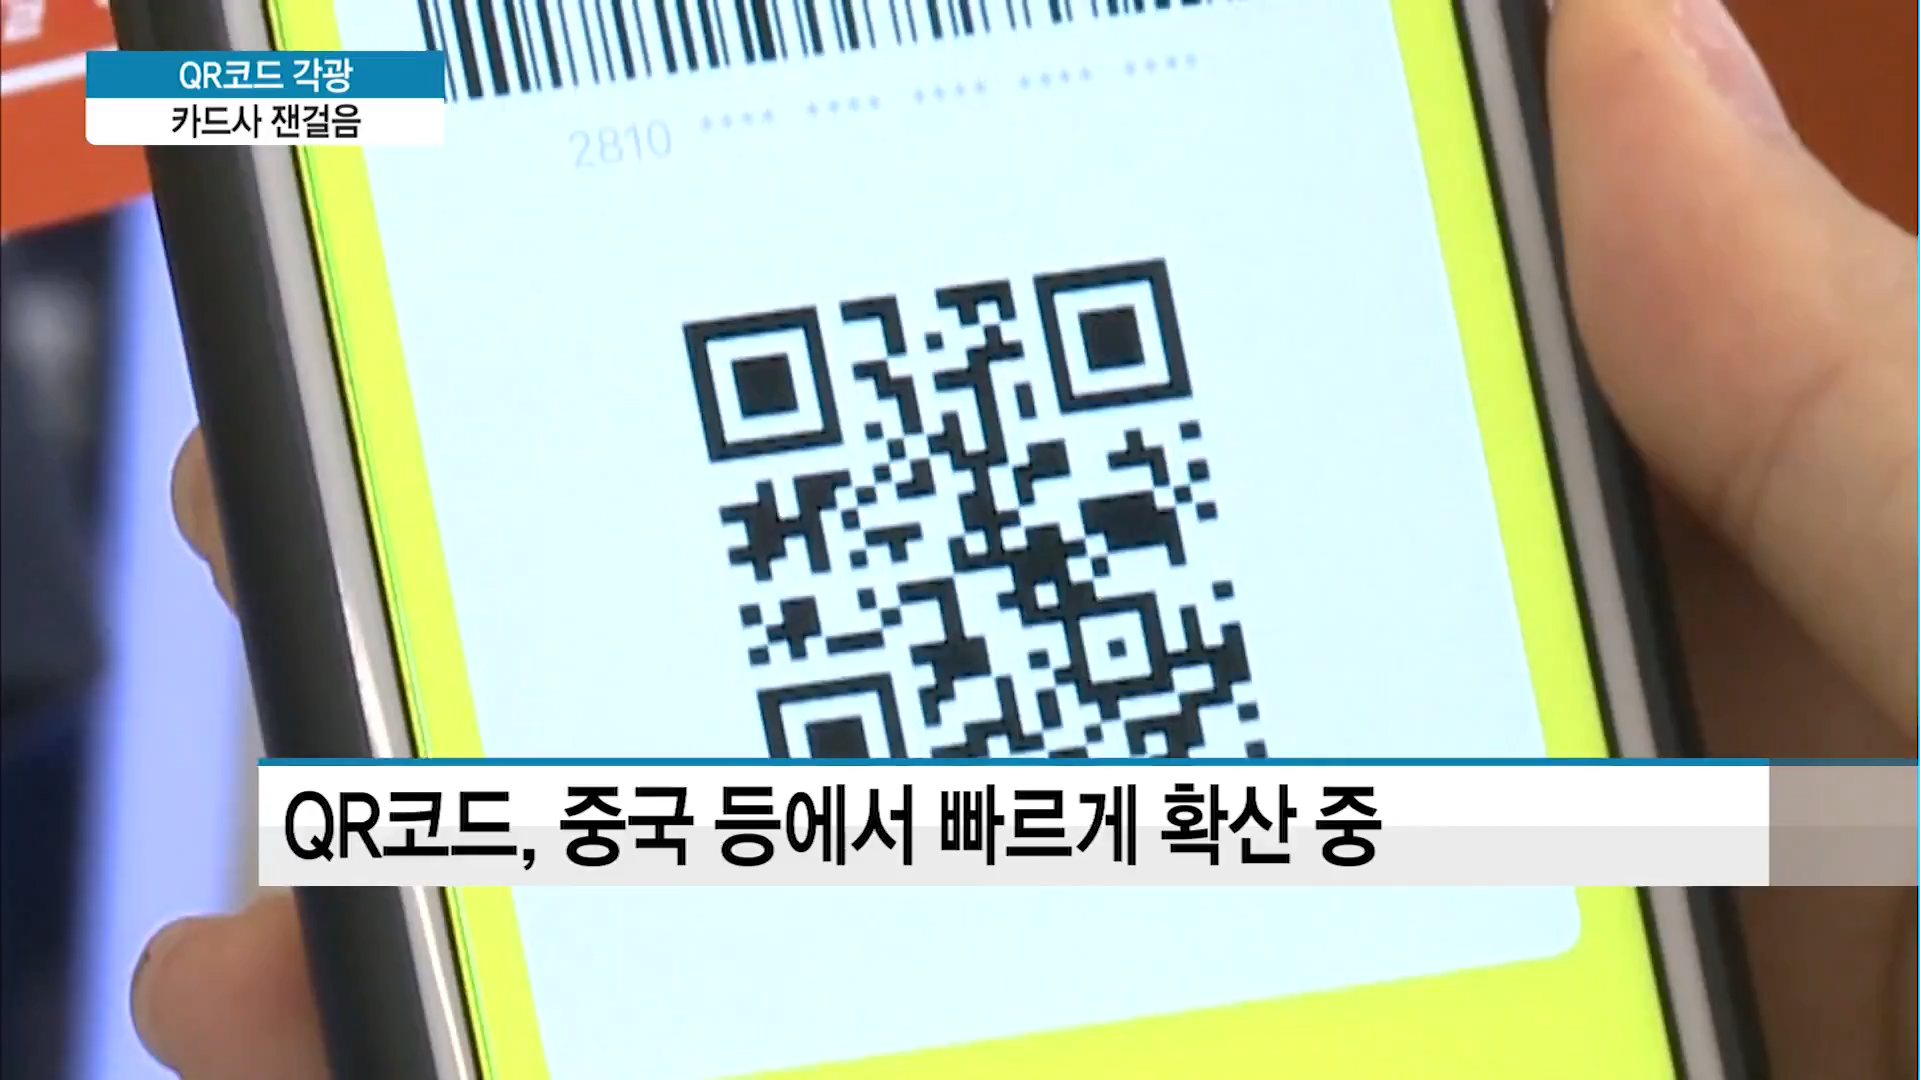 QR코드 각광
카드사 잰걸음
2810 **** **** **** ****
QR코드, 중국 등에서 빠르게 확산 중